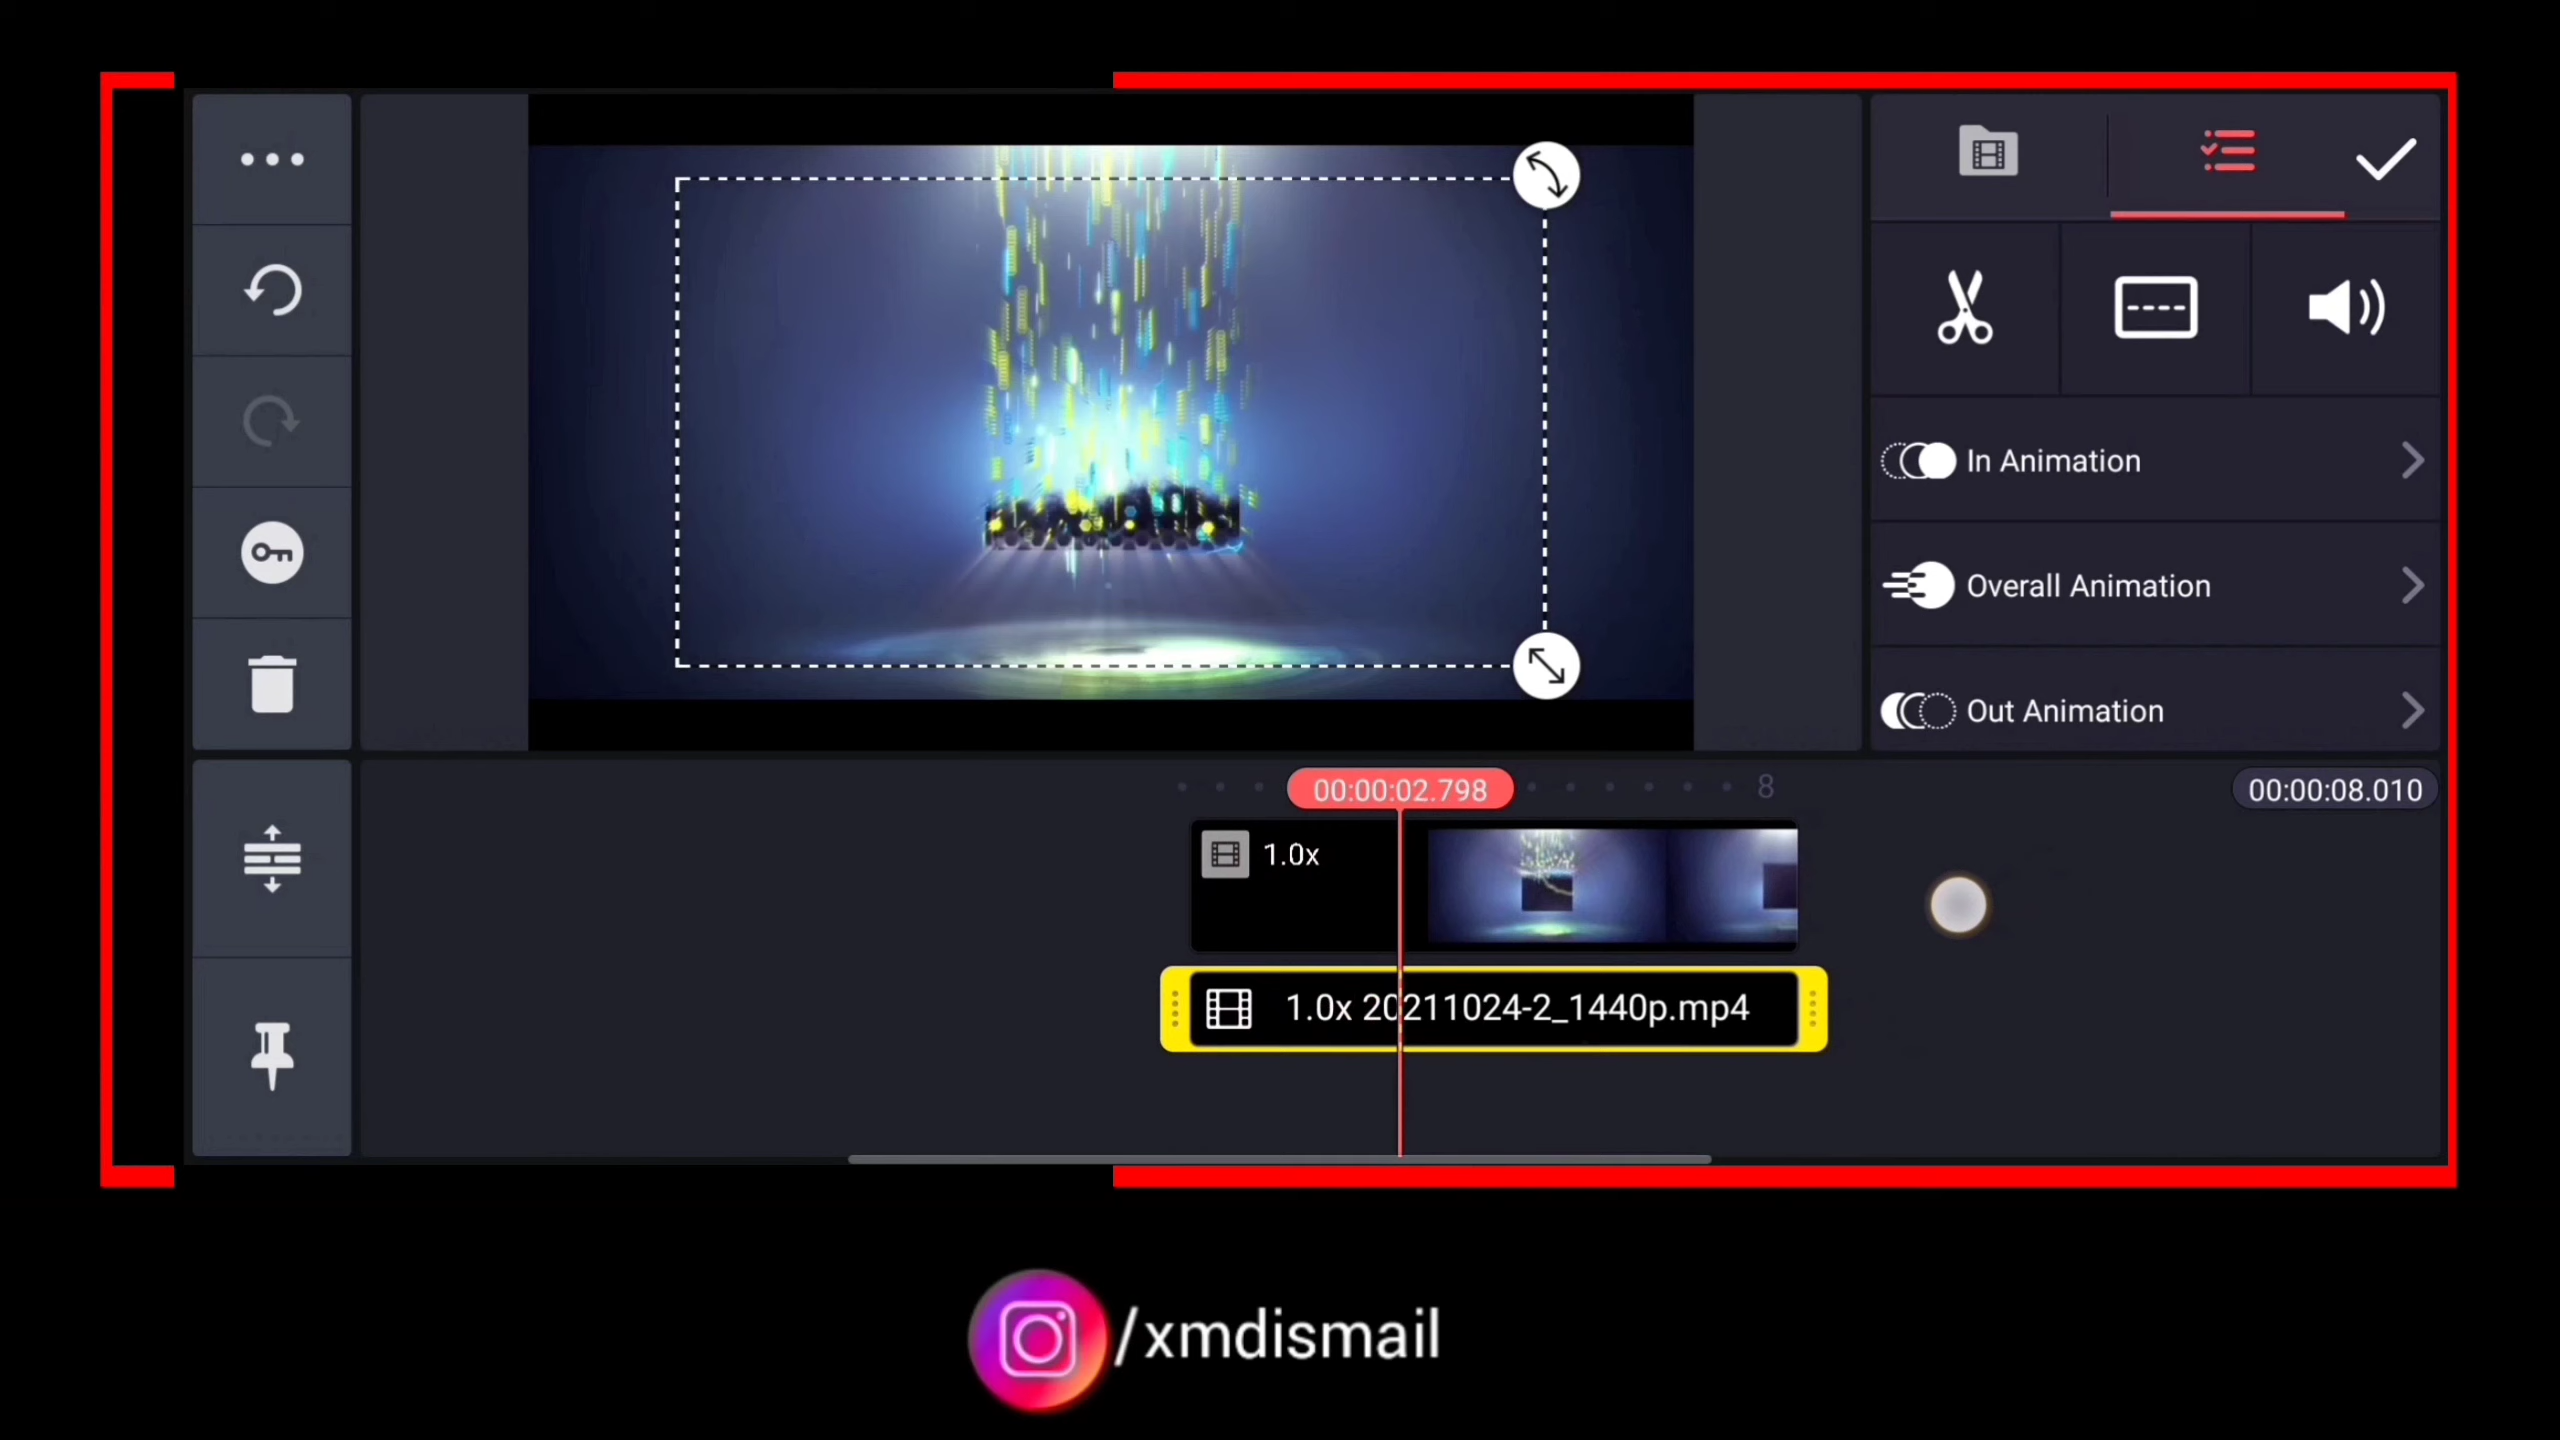 In Animation
Overall Animation
Out Animation
00:00:02.798
8
00:00:08.010
1.0x
1.0x 20211024-2_1440p.mp4
/xmdismail